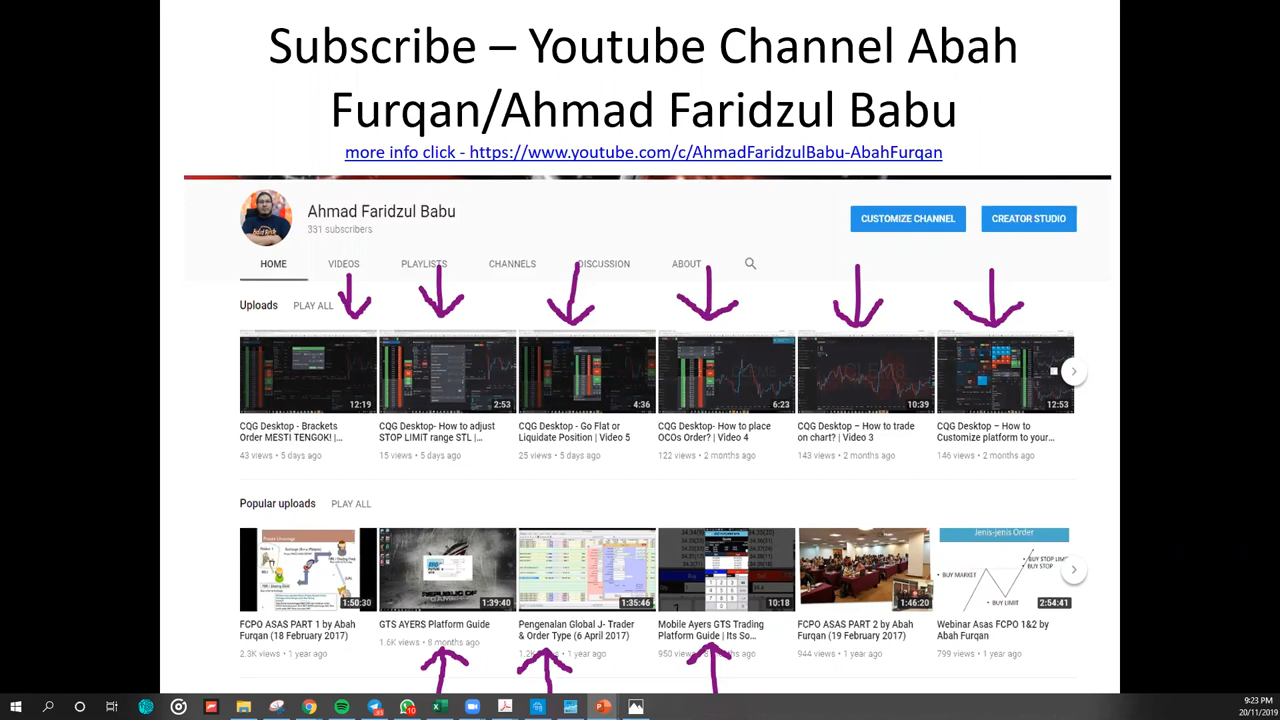 Subscribe – Youtube Channel Abah
Furqan/Ahmad Faridzul Babu
more info click - https://www.youtube.com/c/AhmadFaridzulBabu-AbahFurqan
Ahmad Faridzul Babu
331 subscribers
CUSTOMIZE CHANNEL
CREATOR STUDIO
HOME VIDEOS PLAYLISTS CHANNELS DISCUSSION ABOUT
Uploads PLAY ALL
12:19 2:53 4:36 6:23 10:39 12:53
CQG Desktop - Brackets
Order MESTI TENGOK! |...
43 views • 5 days ago
CQG Desktop- How to adjust
STOP LIMIT range STL |...
15 views • 5 days ago
CQG Desktop - Go Flat or
Liquidate Position | Video 5
25 views • 5 days ago
CQG Desktop - How to place
OCOs Order? | Video 4
122 views • 2 months ago
CQG Desktop – How to trade
on chart? | Video 3
143 views • 2 months ago
CQG Desktop – How to
Customize platform to your...
146 views • 2 months ago
Popular uploads PLAY ALL
Jenis-jenis Order
BUY STOP LIM
BUY STOP
BUY MARKET
BUY LIMIT
1:50:30 1:39:40 1:35:46 10:18 1:46:20 2:54:41
FCPO ASAS PART 1 by Abah
Furqan (18 February 2017)
2.3K views • 1 year ago
GTS AYERS Platform Guide
1.6K views • 8 months ago
Pengenalan Global J- Trader
& Order Type (6 April 2017)
1 year ago
Mobile Ayers GTS Trading
Platform Guide | Its So...
950 views
FCPO ASAS PART 2 by Abah
Furqan (19 February 2017)
944 views • 1 year ago
Webinar Asas FCPO 1&2 by
Abah Furqan
799 views • 1 year ago
9:23 PM
20/11/2019